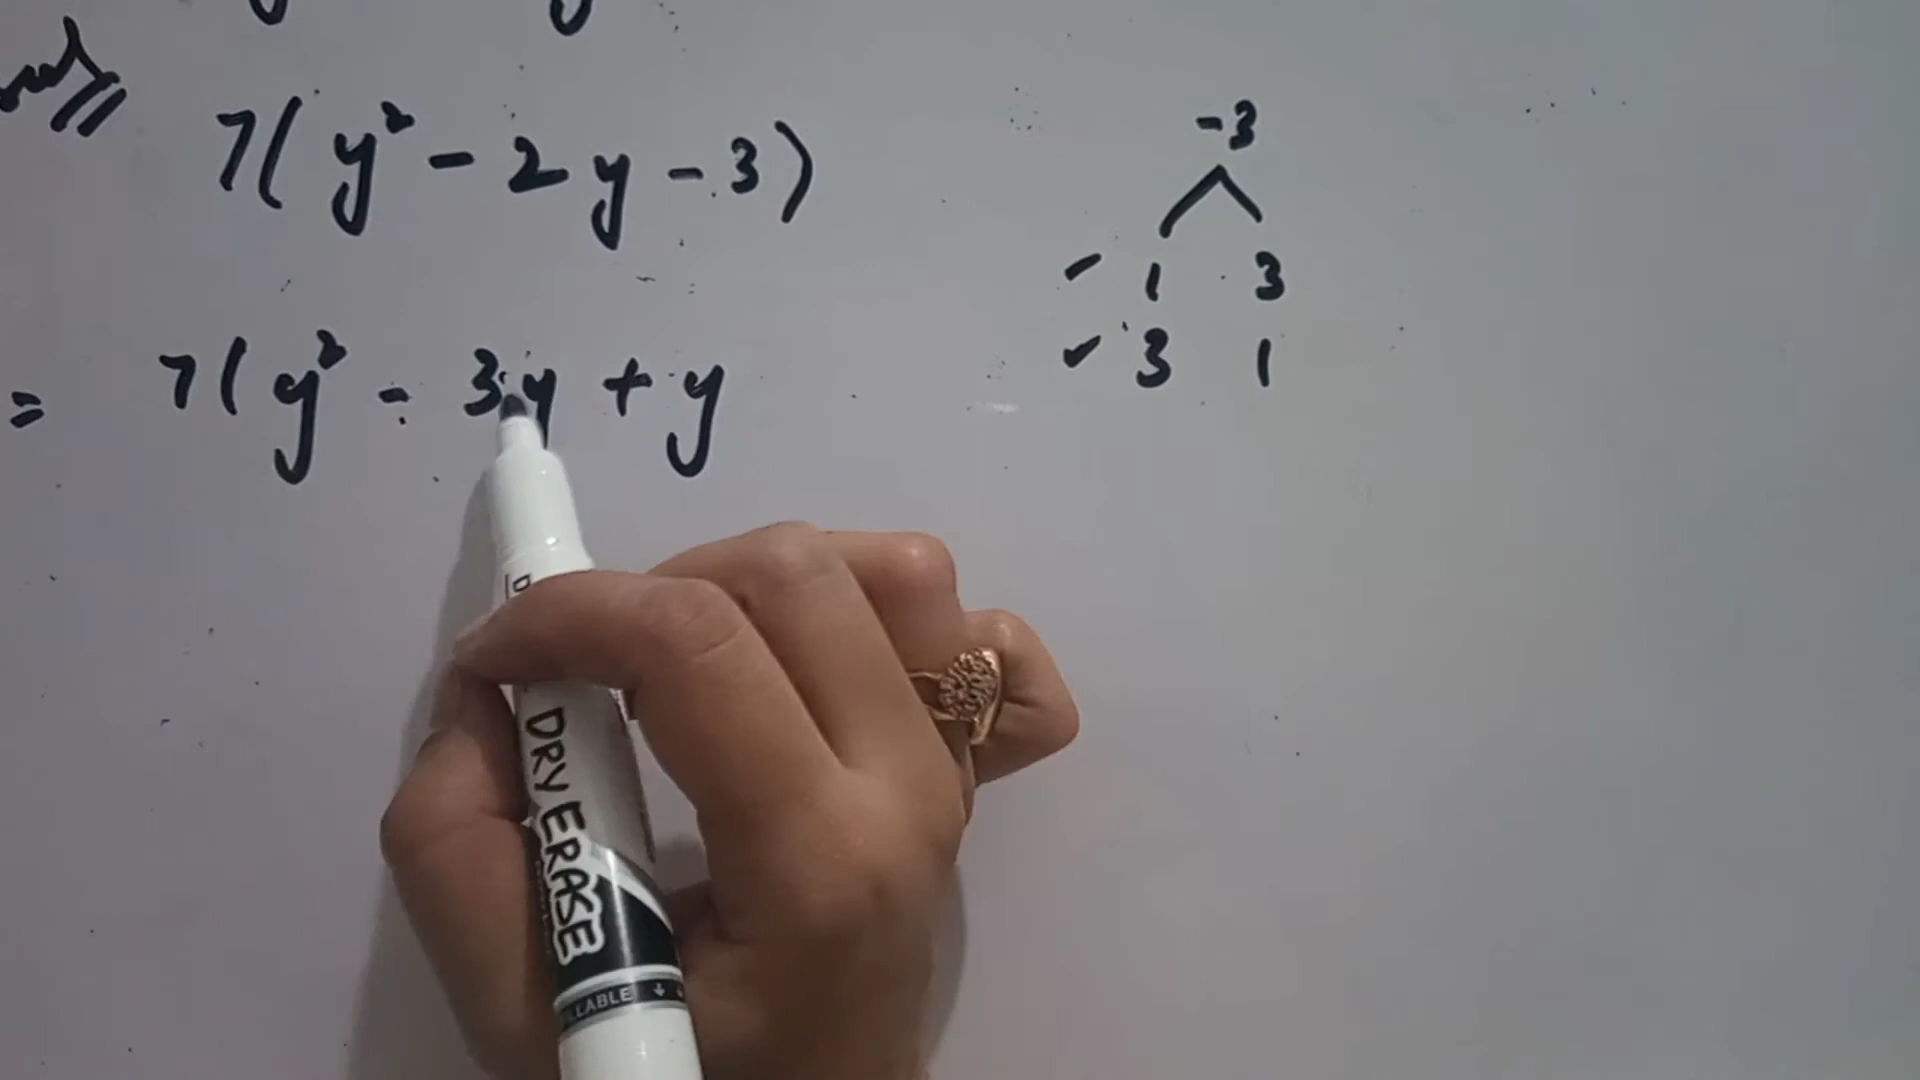 7(y² - 2y - 3)
-3
1 3
3 1
= 7(y² - 3y + y
DRY ERASE